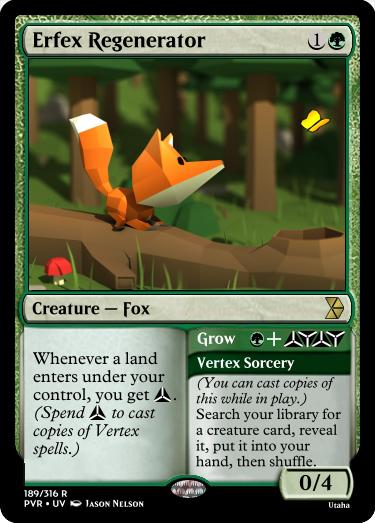 Erfex Regenerator 1
Creature — Fox
Whenever a land
enters under your
control, you get .
(Spend to cast
copies of Vertex
spells.)
Grow +
Vertex Sorcery
(You can cast copies of
this while in play.)
Search your library for
a creature card, reveal
it, put it into your
hand, then shuffle.
0/4
189/316 R
PVR • UV Jason Nelson
Utaha